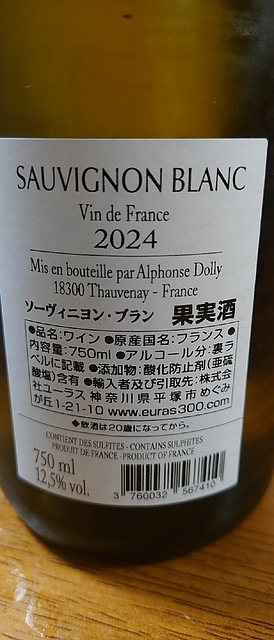 SAUVIGNON BLANC
Vin de France
2024
Mis en bouteille par Alphonse Dolly
18300 Thauvenay - France
ソーヴィニヨン・ブラン 果実酒
●品名:ワイン●原産国名:フランス●
内容量:750ml●アルコール分:裏ラ
ベルに記載●添加物:酸化防止剤(亜硫
酸塩)含有●輸入者及び引取先:株式会
社ユーラス 神奈川県平塚市めぐみ
が丘1-21-10 www.euras300.com
◆飲酒は20歳になってから。
CONTIENT DES SULFITES - CONTAINS SULPHITES
PRODUIT DE FRANCE - PRODUCT OF FRANCE
750 ml
12,5% vol.
3 760032 567410